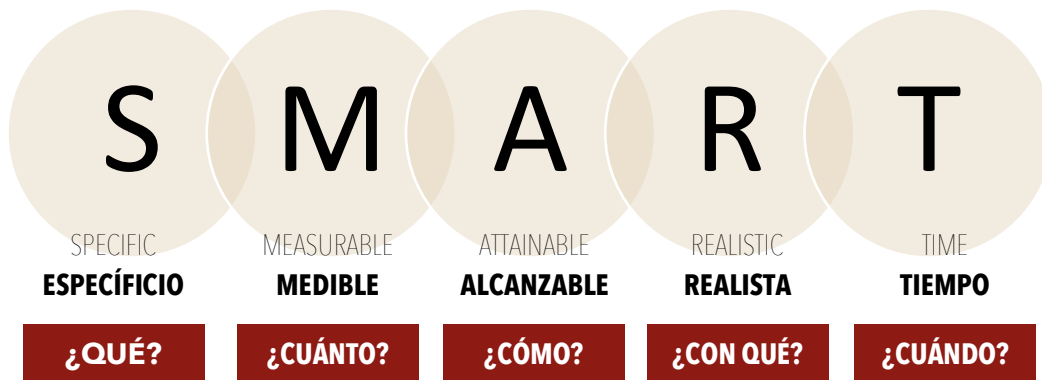 S M A R T
SPECIFIC MEASURABLE ATTAINABLE REALISTIC TIME
ESPECÍFICIO MEDIBLE ALCANZABLE REALISTA TIEMPO
¿QUÉ? ¿CUÁNTO? ¿CÓMO? ¿CON QUÉ? ¿CUÁNDO?